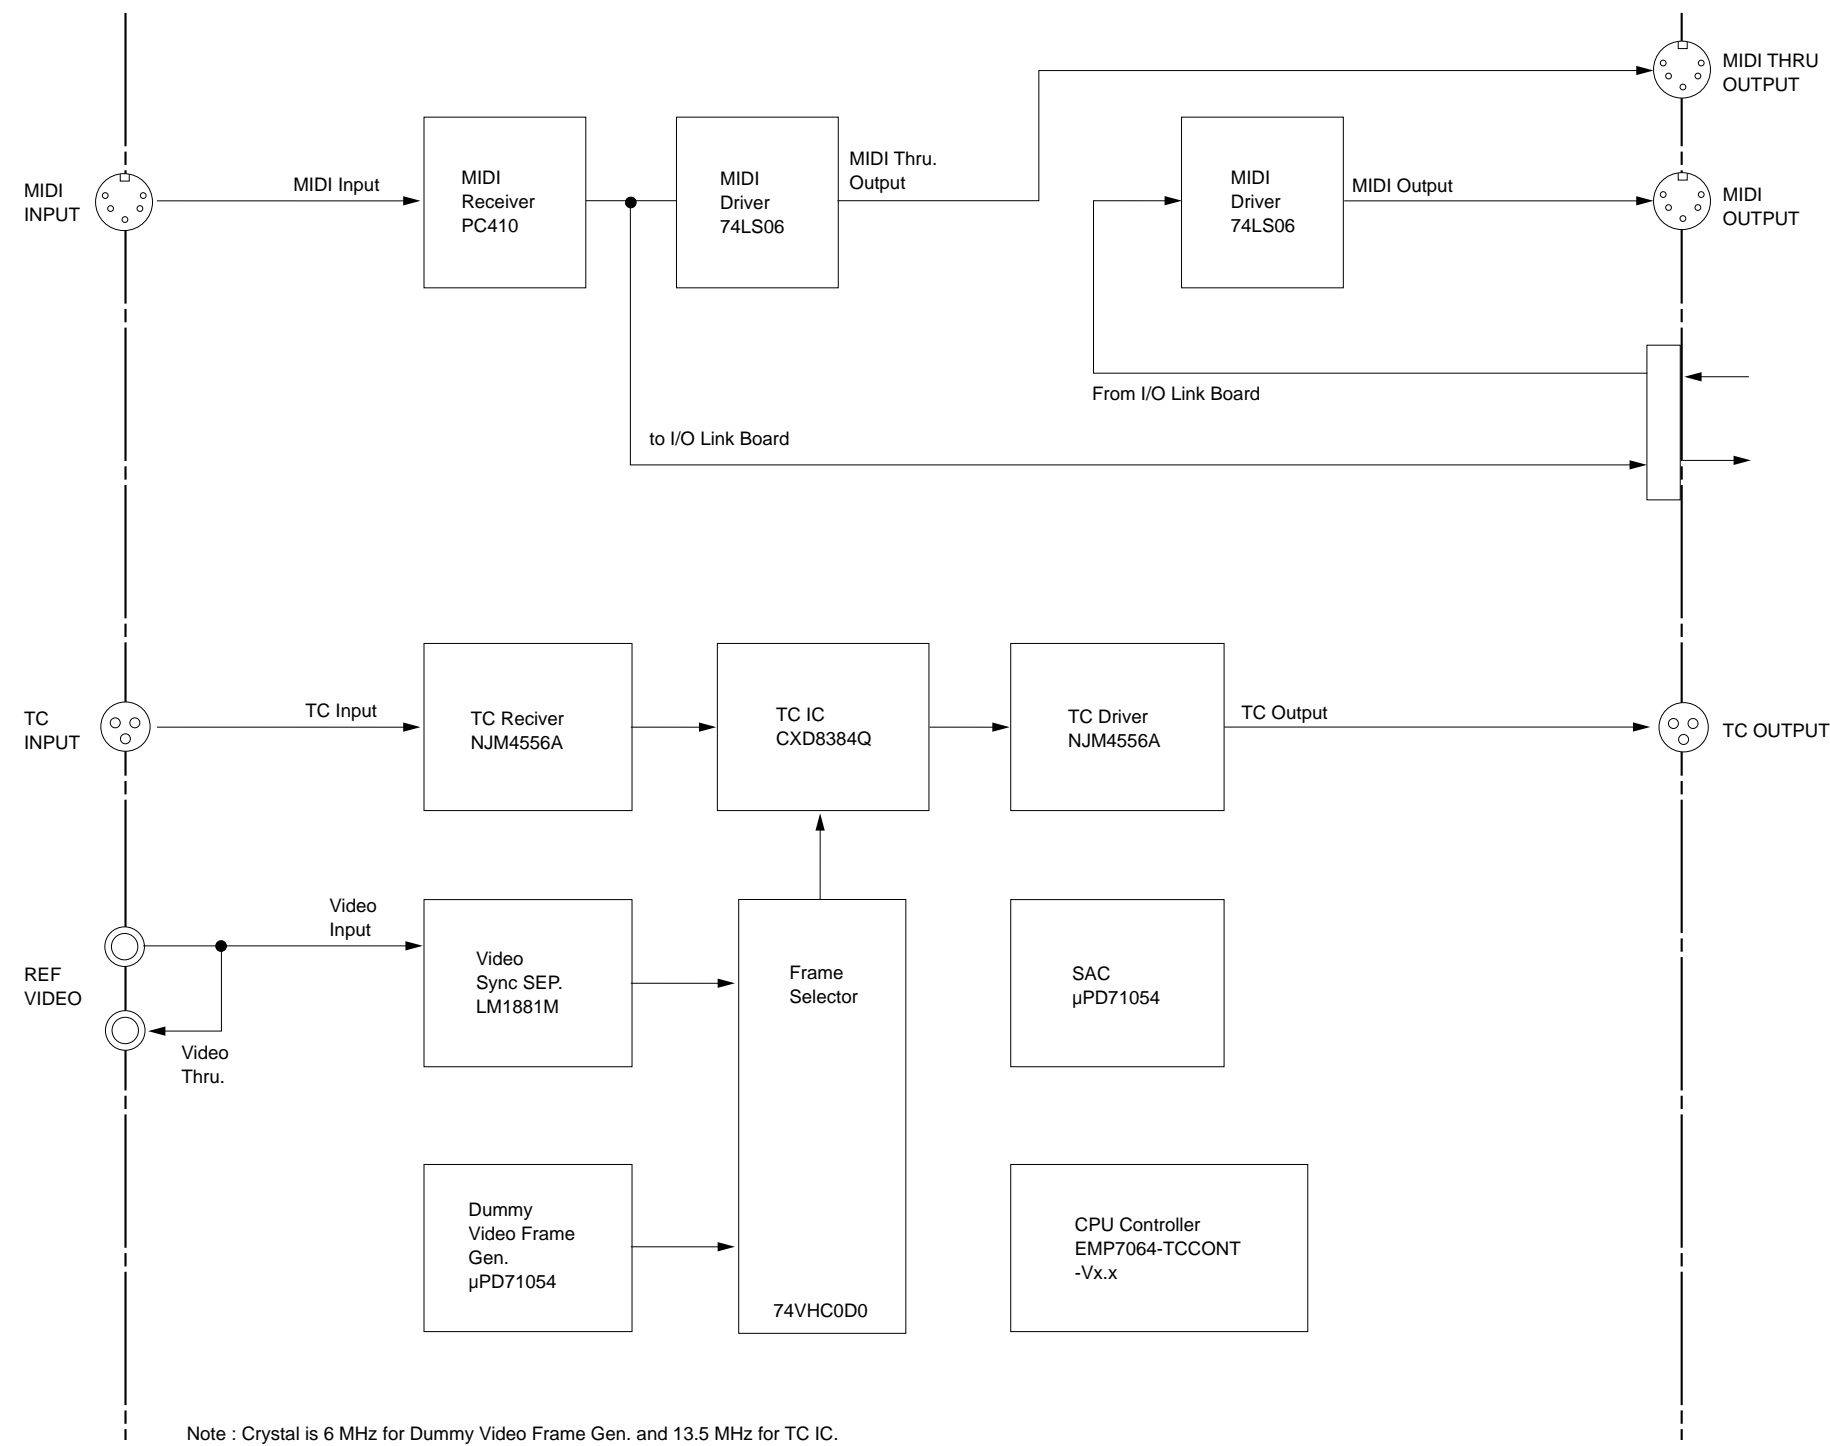 MIDI THRU
OUTPUT
MIDI
INPUT
MIDI Input
MIDI
Receiver
PC410
MIDI
Driver
74LS06
MIDI Thru.
Output
MIDI
Driver
74LS06
MIDI Output
MIDI
OUTPUT
From I/O Link Board
to I/O Link Board
TC
INPUT
TC Input
TC Reciver
NJM4556A
TC IC
CXD8384Q
TC Driver
NJM4556A
TC Output
TC OUTPUT
REF
VIDEO
Video
Input
Video
Thru.
Video
Sync SEP.
LM1881M
Frame
Selector
74VHC0D0
SAC
µPD71054
Dummy
Video Frame
Gen.
µPD71054
CPU Controller
EMP7064-TCCONT
-Vx.x
Note : Crystal is 6 MHz for Dummy Video Frame Gen. and 13.5 MHz for TC IC.